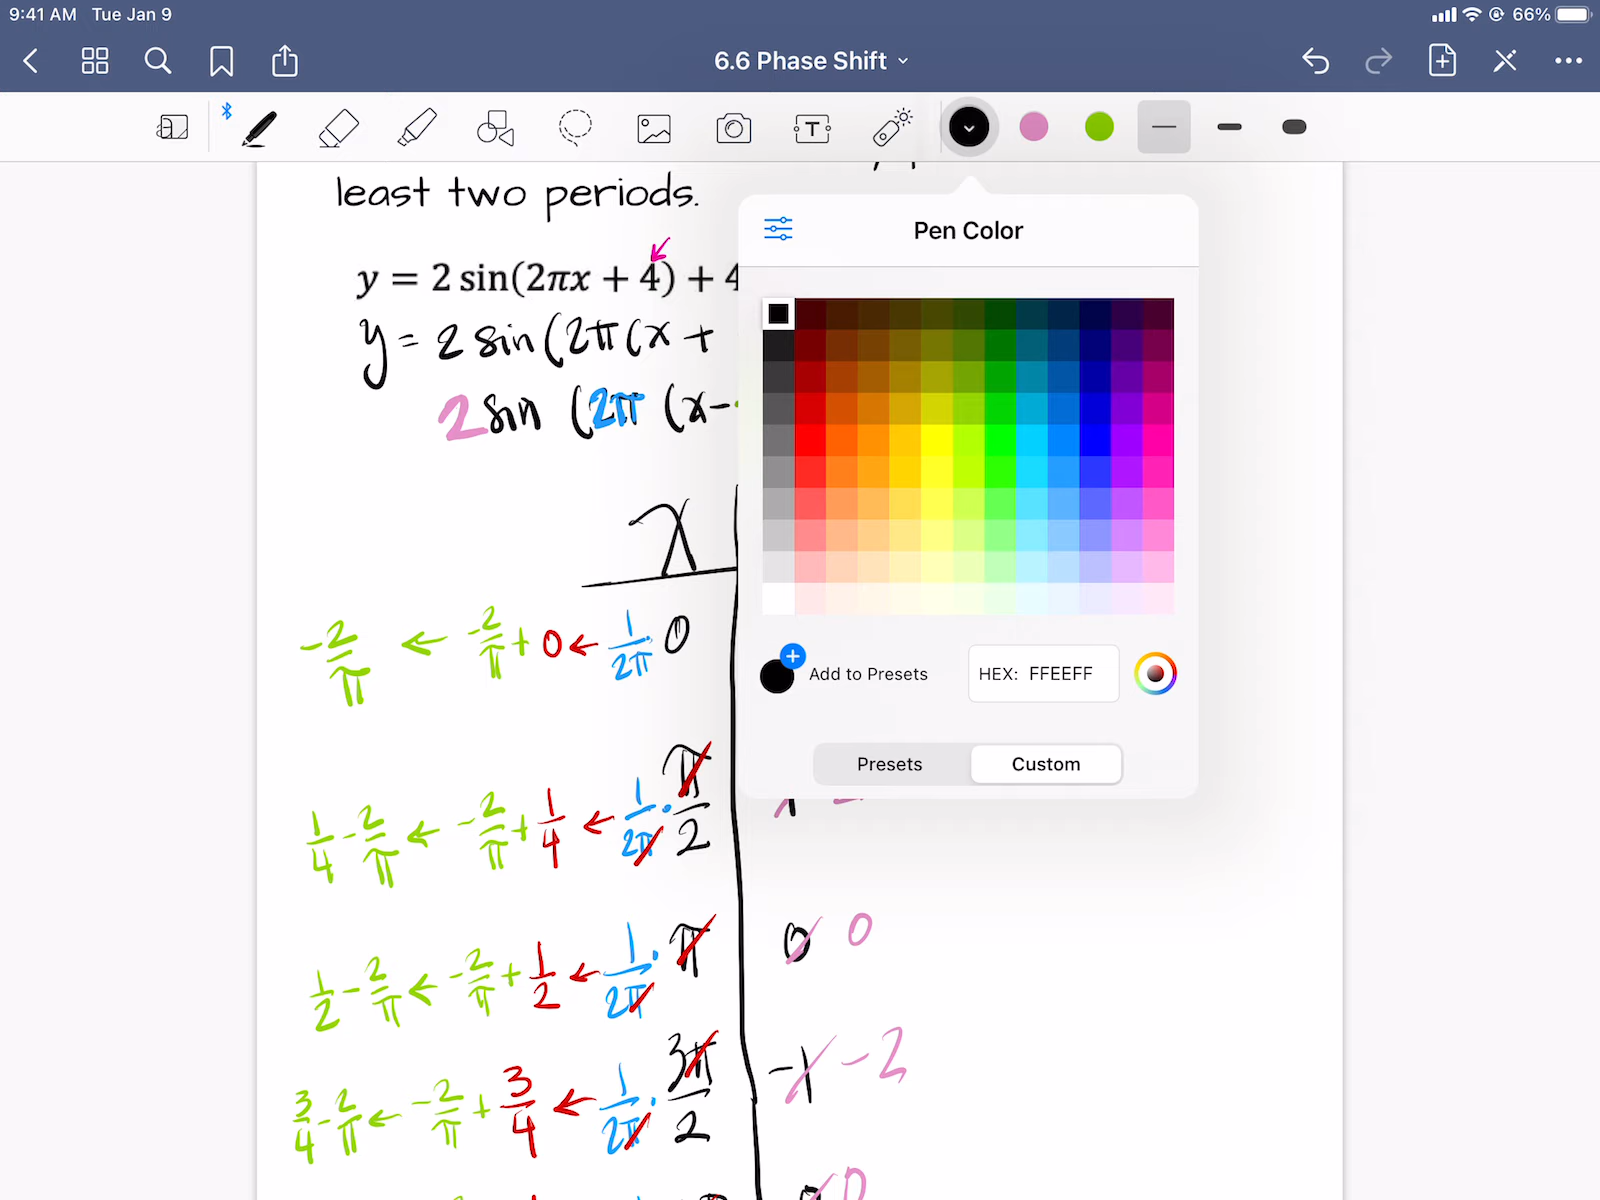 9:41 AM Tue Jan 9 66%
6.6 Phase Shift
T
least two periods.
Pen Color
y = 2 sin(2πx + 4) + 4
y = 2 sin(2π(x +
2 sin (2π (x-
x
-2/π ← -2/π + 0 ← 1/2π · 0
Add to Presets
HEX: FFEEFF
Presets
Custom
1/4 - 2/π ← -2/π + 1/4 ← 1/2π · π/2
1/2 - 2/π ← -2/π + 1/2 ← 1/2π · π 0 0
3/4 - 2/π ← -2/π + 3/4 ← 1/2π · 3π/2 -1 -2
0